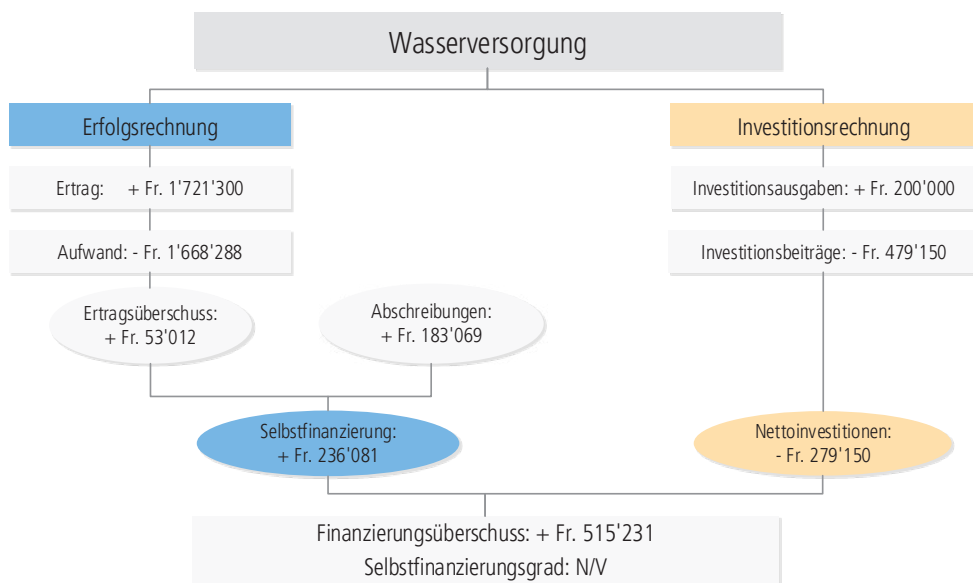 Wasserversorgung
Erfolgsrechnung
Ertrag: + Fr. 1'721'300
Aufwand: - Fr. 1'668'288
Ertragsüberschuss:
+ Fr. 53'012
Abschreibungen:
+ Fr. 183'069
Selbstfinanzierung:
+ Fr. 236'081
Investitionsrechnung
Investitionsausgaben: + Fr. 200'000
Investitionsbeiträge: - Fr. 479'150
Nettoinvestitionen:
- Fr. 279'150
Finanzierungsüberschuss: + Fr. 515'231
Selbstfinanzierungsgrad: N/V